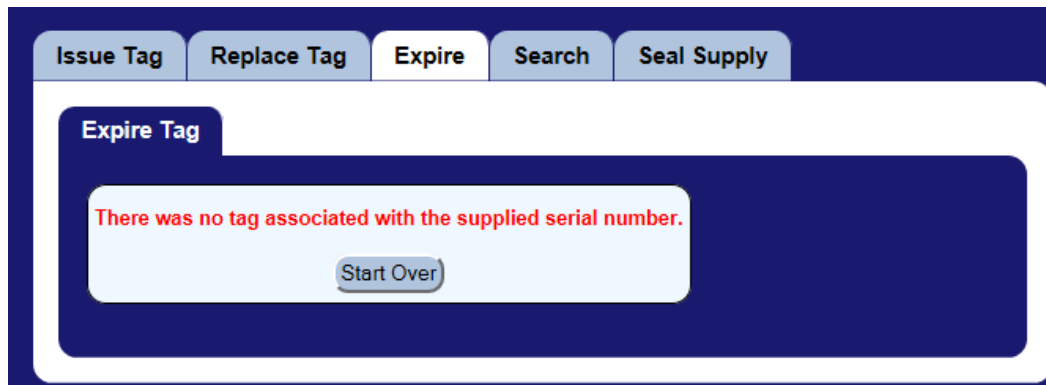 Issue Tag Replace Tag Expire Search Seal Supply
Expire Tag
There was no tag associated with the supplied serial number.
Start Over